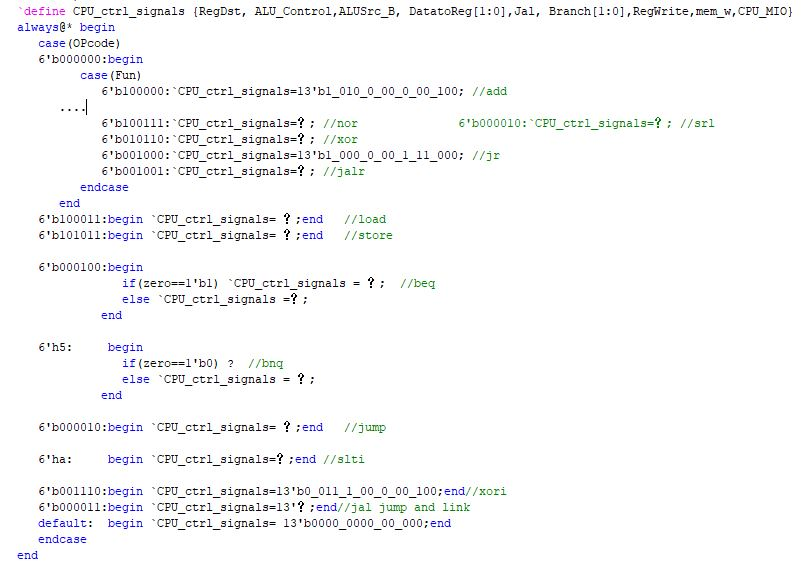 `define CPU_ctrl_signals {RegDst, ALU_Control,ALUSrc_B, DatatoReg[1:0],Jal, Branch[1:0],RegWrite,mem_w,CPU_MIO}
always@* begin
case(OPcode)
6'b000000:begin
case(Fun)
6'b100000:`CPU_ctrl_signals=13'b1_010_0_00_0_00_100; //add
....
6'b100111:`CPU_ctrl_signals=? ; //nor 6'b000010:`CPU_ctrl_signals=? ; //srl
6'b010110:`CPU_ctrl_signals=? ; //xor
6'b001000:`CPU_ctrl_signals=13'b1_000_0_00_1_11_000; //jr
6'b001001:`CPU_ctrl_signals=? ; //jalr
endcase
end
6'b100011:begin `CPU_ctrl_signals= ? ;end //load
6'b101011:begin `CPU_ctrl_signals= ? ;end //store
6'b000100:begin
if(zero==1'b1) `CPU_ctrl_signals = ? ; //beq
else `CPU_ctrl_signals =? ;
end
6'h5: begin
if(zero==1'b0) ? //bnq
else `CPU_ctrl_signals = ? ;
end
6'b000010:begin `CPU_ctrl_signals= ? ;end //jump
6'ha: begin `CPU_ctrl_signals=? ;end //slti
6'b001110:begin `CPU_ctrl_signals=13'b0_011_1_00_0_00_100;end//xori
6'b000011:begin `CPU_ctrl_signals=13'? ;end//jal jump and link
default: begin `CPU_ctrl_signals= 13'b0000_0000_00_000;end
endcase
end